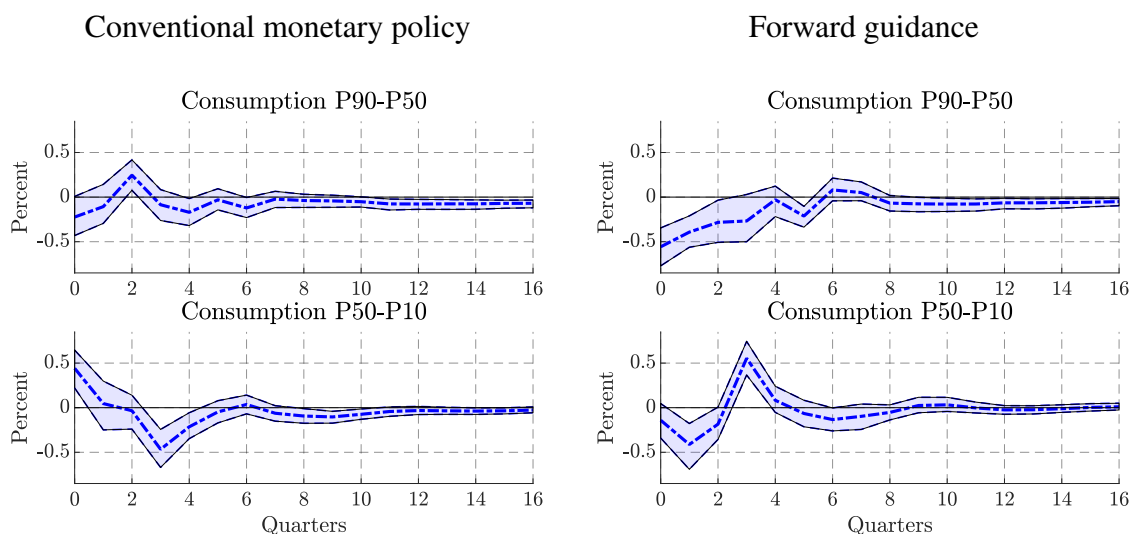 Conventional monetary policy
Forward guidance
Consumption P90-P50
Percent
0.5
0
-0.5
0 2 4 6 8 10 12 14 16
Consumption P90-P50
Percent
0.5
0
-0.5
0 2 4 6 8 10 12 14 16
Consumption P50-P10
Percent
0.5
0
-0.5
0 2 4 6 8 10 12 14 16
Quarters
Consumption P50-P10
Percent
0.5
0
-0.5
0 2 4 6 8 10 12 14 16
Quarters